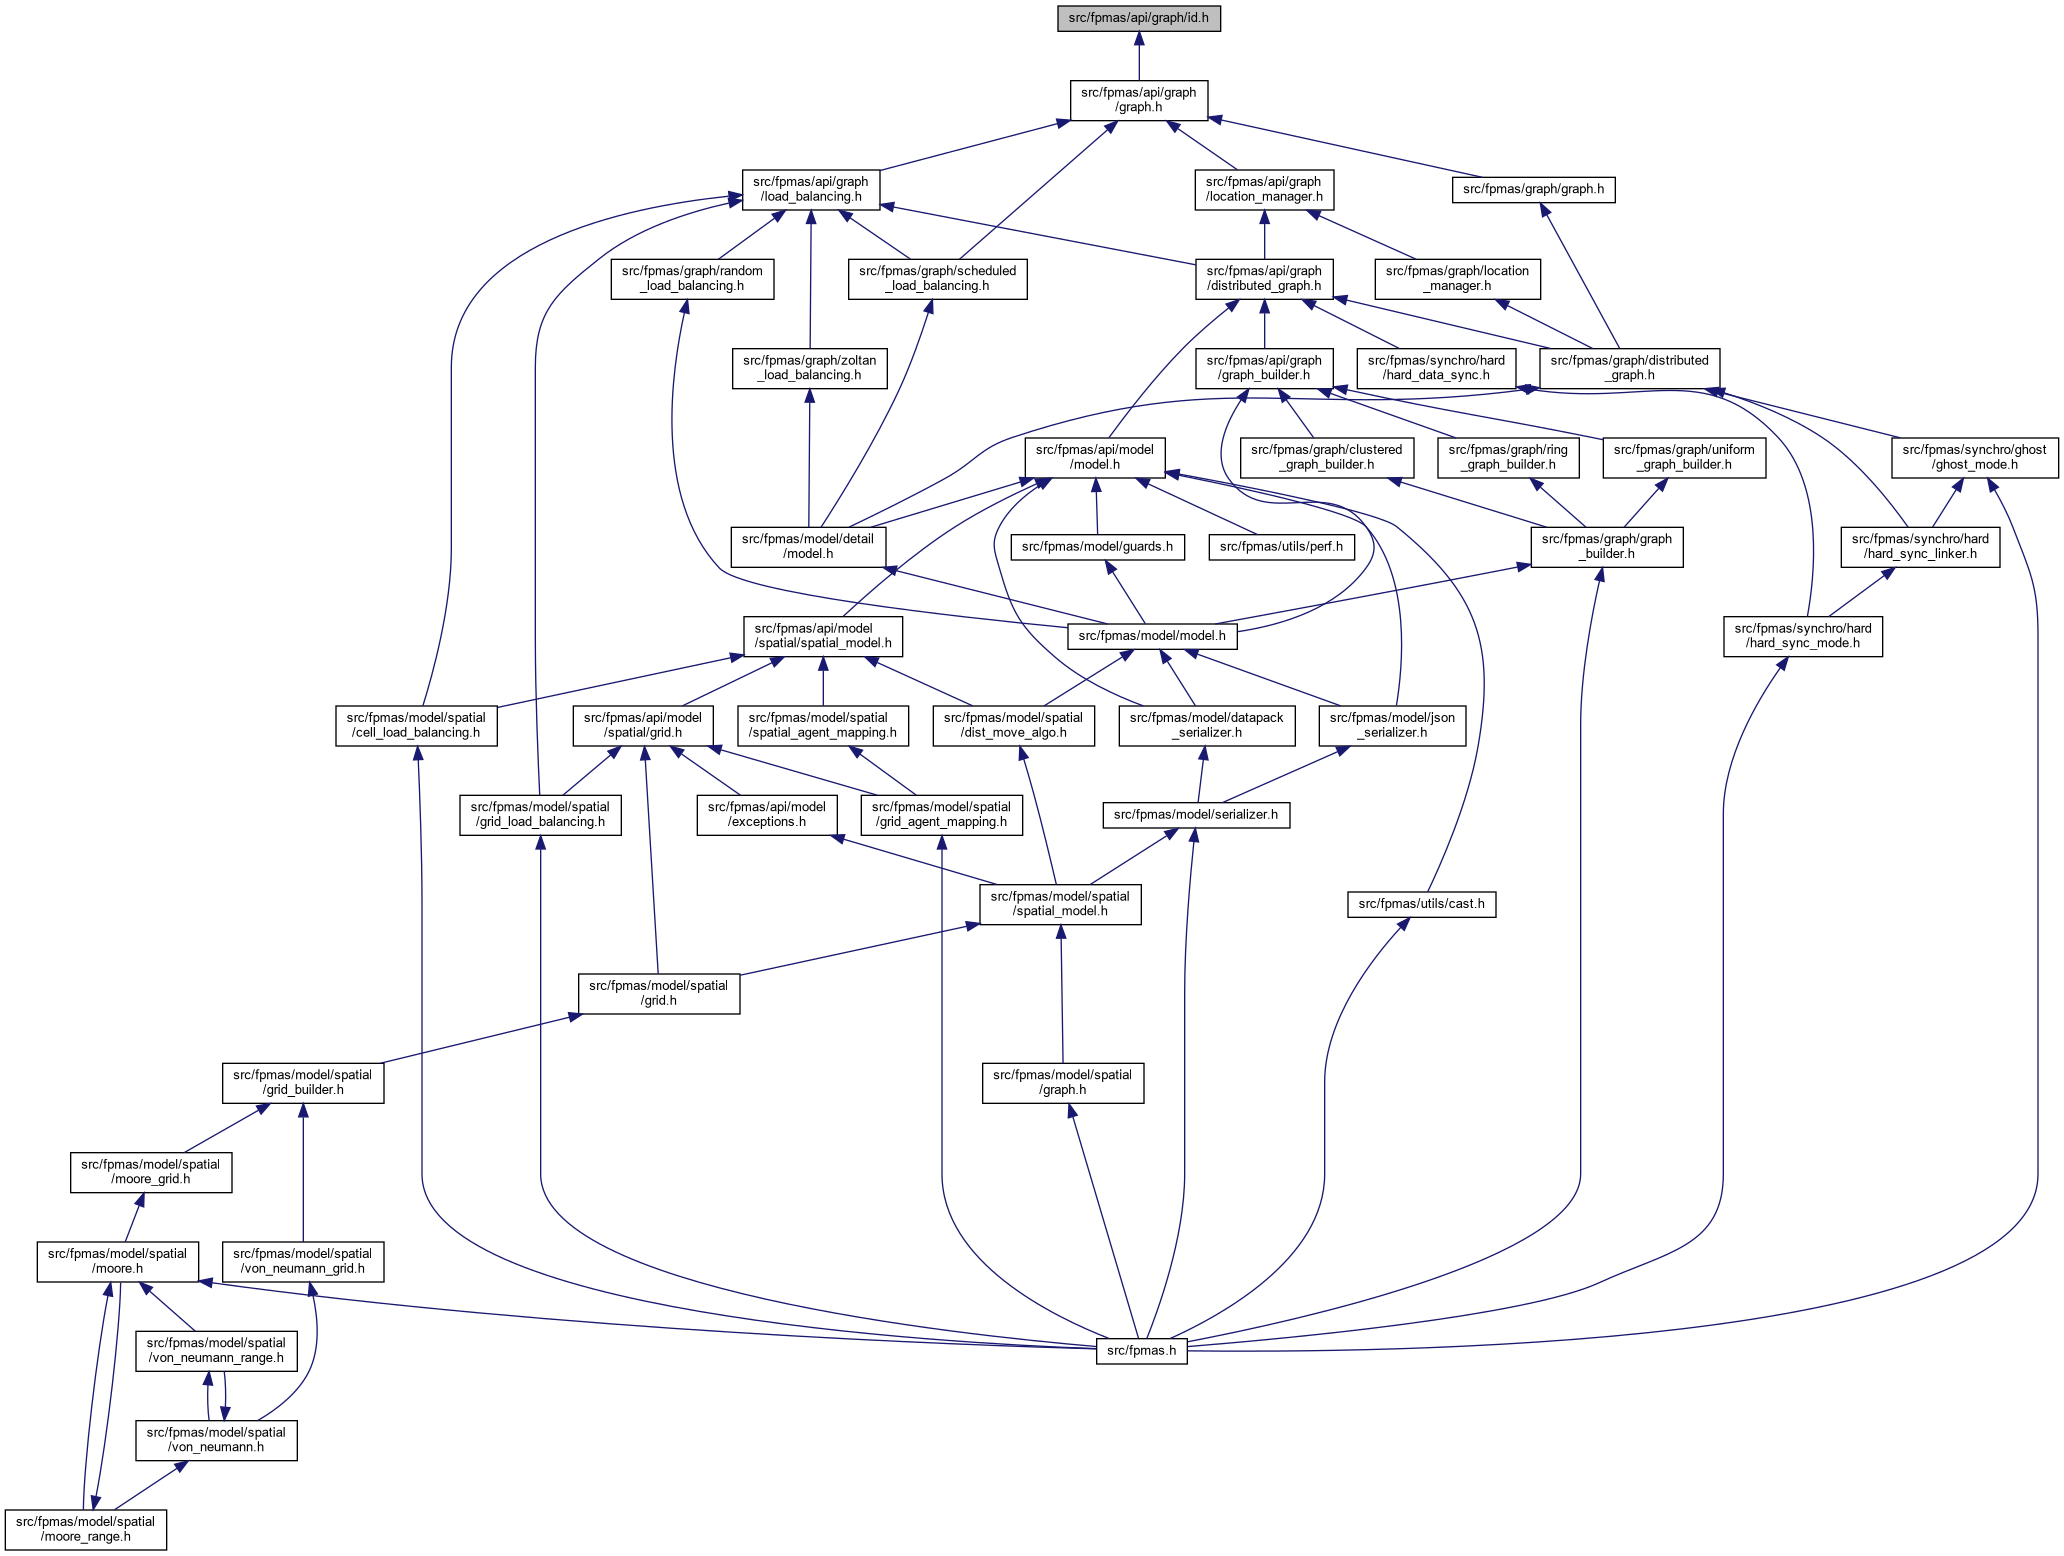 src/fpmas/api/graph/id.h
src/fpmas/api/graph
/graph.h
src/fpmas/api/graph
/load_balancing.h
src/fpmas/api/graph
/location_manager.h
src/fpmas/graph/graph.h
src/fpmas/graph/random
_load_balancing.h
src/fpmas/graph/scheduled
_load_balancing.h
src/fpmas/api/graph
/distributed_graph.h
src/fpmas/graph/location
_manager.h
src/fpmas/graph/zoltan
_load_balancing.h
src/fpmas/api/graph
/graph_builder.h
src/fpmas/synchro/hard
/hard_data_sync.h
src/fpmas/graph/distributed
_graph.h
src/fpmas/api/model
/model.h
src/fpmas/graph/clustered
_graph_builder.h
src/fpmas/graph/ring
_graph_builder.h
src/fpmas/graph/uniform
_graph_builder.h
src/fpmas/synchro/ghost
/ghost_mode.h
src/fpmas/model/detail
/model.h
src/fpmas/model/guards.h
src/fpmas/utils/perf.h
src/fpmas/graph/graph
_builder.h
src/fpmas/synchro/hard
/hard_sync_linker.h
src/fpmas/api/model
/spatial/spatial_model.h
src/fpmas/model/model.h
src/fpmas/synchro/hard
/hard_sync_mode.h
src/fpmas/model/spatial
/cell_load_balancing.h
src/fpmas/api/model
/spatial/grid.h
src/fpmas/model/spatial
/spatial_agent_mapping.h
src/fpmas/model/spatial
/dist_move_algo.h
src/fpmas/model/datapack
_serializer.h
src/fpmas/model/json
_serializer.h
src/fpmas/model/spatial
/grid_load_balancing.h
src/fpmas/api/model
/exceptions.h
src/fpmas/model/spatial
/grid_agent_mapping.h
src/fpmas/model/serializer.h
src/fpmas/model/spatial
/spatial_model.h
src/fpmas/utils/cast.h
src/fpmas/model/spatial
/grid.h
src/fpmas/model/spatial
/grid_builder.h
src/fpmas/model/spatial
/graph.h
src/fpmas/model/spatial
/moore_grid.h
src/fpmas/model/spatial
/moore.h
src/fpmas/model/spatial
/von_neumann_grid.h
src/fpmas/model/spatial
/von_neumann_range.h
src/fpmas.h
src/fpmas/model/spatial
/von_neumann.h
src/fpmas/model/spatial
/moore_range.h